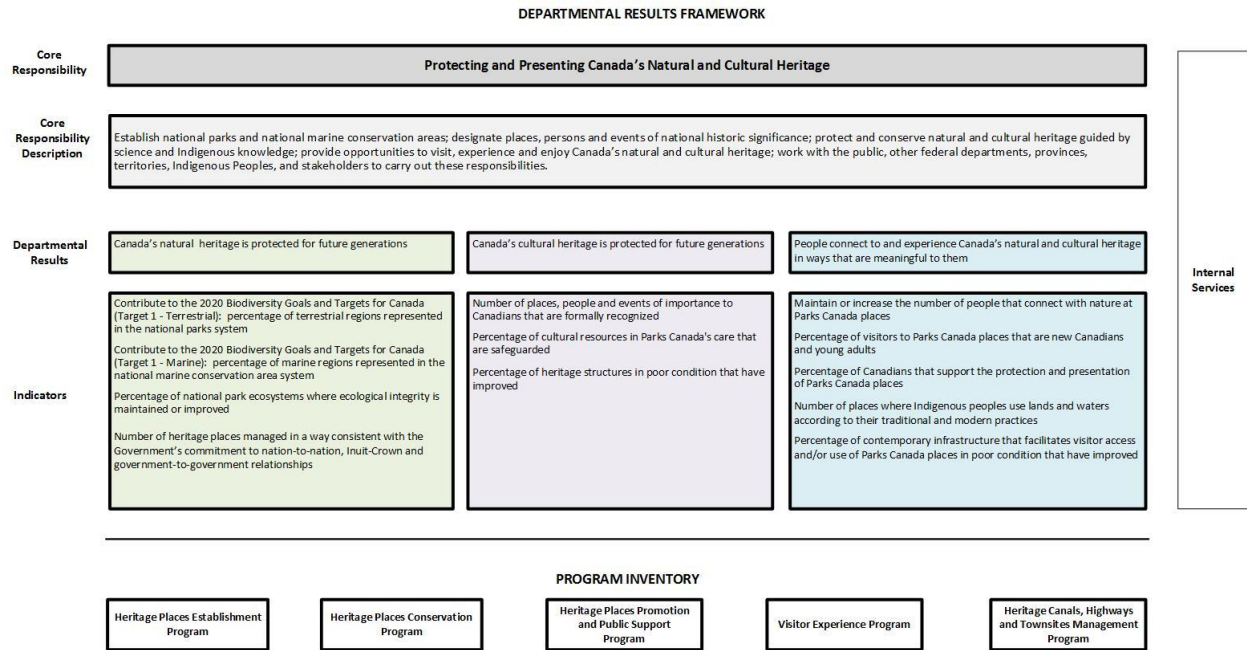 DEPARTMENTAL RESULTS FRAMEWORK
Core
Responsibility
Protecting and Presenting Canada's Natural and Cultural Heritage
Core
Responsibility
Description
Establish national parks and national marine conservation areas; designate places, persons and events of national historic significance; protect and conserve natural and cultural heritage guided by
science and Indigenous knowledge; provide opportunities to visit, experience and enjoy Canada's natural and cultural heritage; work with the public, other federal departments, provinces,
territories, Indigenous Peoples, and stakeholders to carry out these responsibilities.
Departmental
Results
Canada's natural heritage is protected for future generations
Canada's cultural heritage is protected for future generations
People connect to and experience Canada's natural and cultural heritage
in ways that are meaningful to them
Internal
Services
Indicators
Contribute to the 2020 Biodiversity Goals and Targets for Canada
(Target 1 - Terrestrial): percentage of terrestrial regions represented
in the national parks system
Contribute to the 2020 Biodiversity Goals and Targets for Canada
(Target 1 - Marine): percentage of marine regions represented in the
national marine conservation area system
Percentage of national park ecosystems where ecological integrity is
maintained or improved
Number of heritage places managed in a way consistent with the
Government's commitment to nation-to-nation, Inuit-Crown and
government-to-government relationships
Number of places, people and events of importance to
Canadians that are formally recognized
Percentage of cultural resources in Parks Canada's care that
are safeguarded
Percentage of heritage structures in poor condition that have
improved
Maintain or increase the number of people that connect with nature at
Parks Canada places
Percentage of visitors to Parks Canada places that are new Canadians
and young adults
Percentage of Canadians that support the protection and presentation
of Parks Canada places
Number of places where Indigenous peoples use lands and waters
according to their traditional and modern practices
Percentage of contemporary infrastructure that facilitates visitor access
and/or use of Parks Canada places in poor condition that have improved
PROGRAM INVENTORY
Heritage Places Establishment
Program
Heritage Places Conservation
Program
Heritage Places Promotion
and Public Support
Program
Visitor Experience Program
Heritage Canals, Highways
and Townsites Management
Program